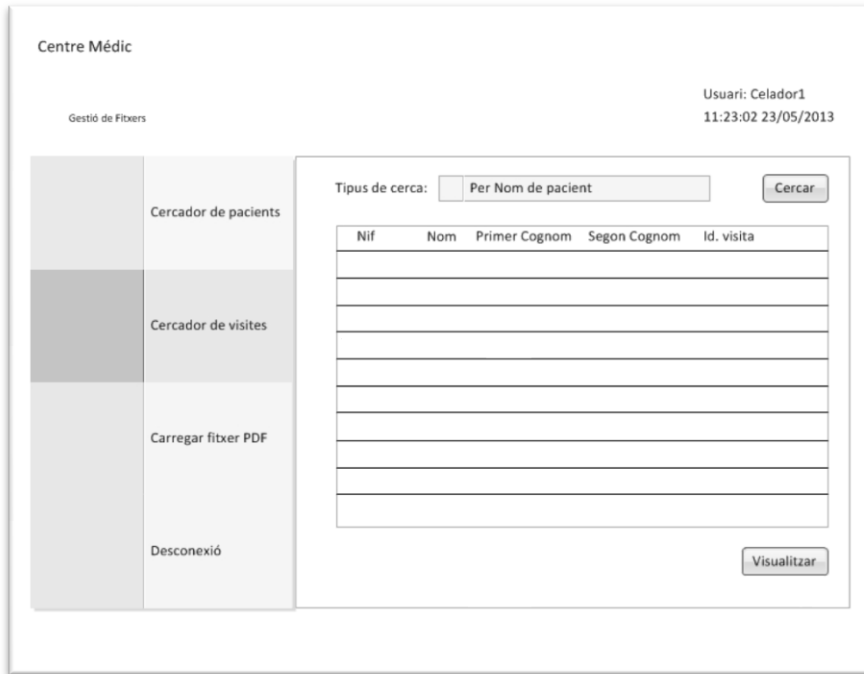 Centre Médic
Usuari: Celador1
Gestió de Fitxers
11:23:02 23/05/2013
Tipus de cerca: Per Nom de pacient Cercar
Cercador de pacients
Nif Nom Primer Cognom Segon Cognom Id. visita
Cercador de visites
Carregar fitxer PDF
Desconexió
Visualitzar